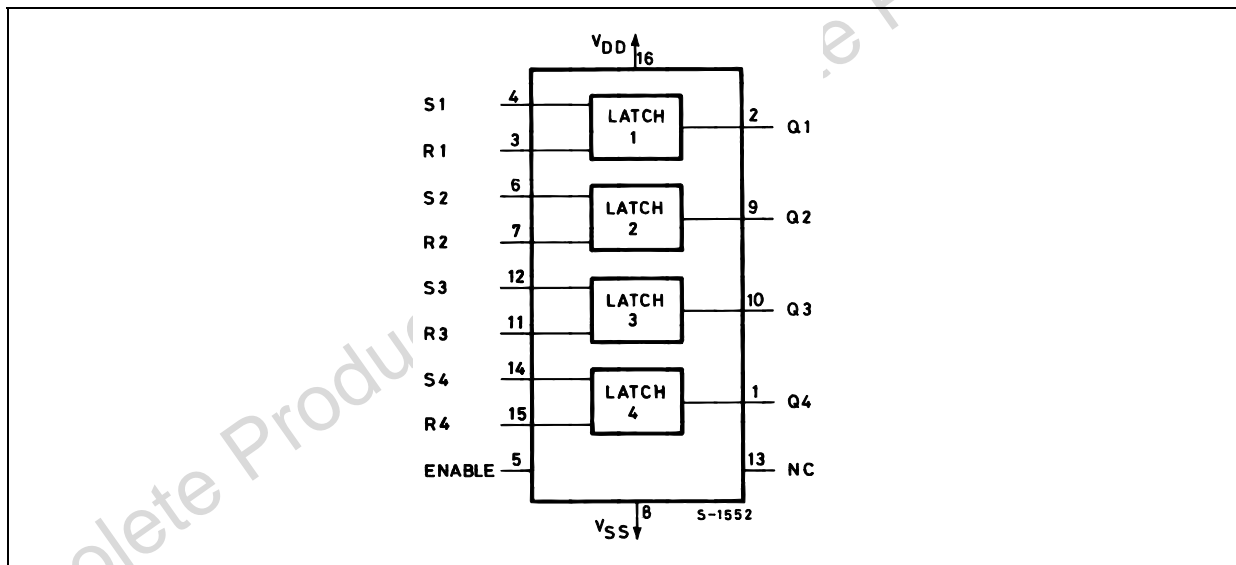 VDD
16
S1 4
LATCH
1
2 Q1
R1 3
S2 6
LATCH
2
9 Q2
R2 7
S3 12
LATCH
3
10 Q3
R3 11
S4 14
LATCH
4
1 Q4
R4 15
ENABLE 5
13 NC
8
VSS
S-1552
olete Produc
e P